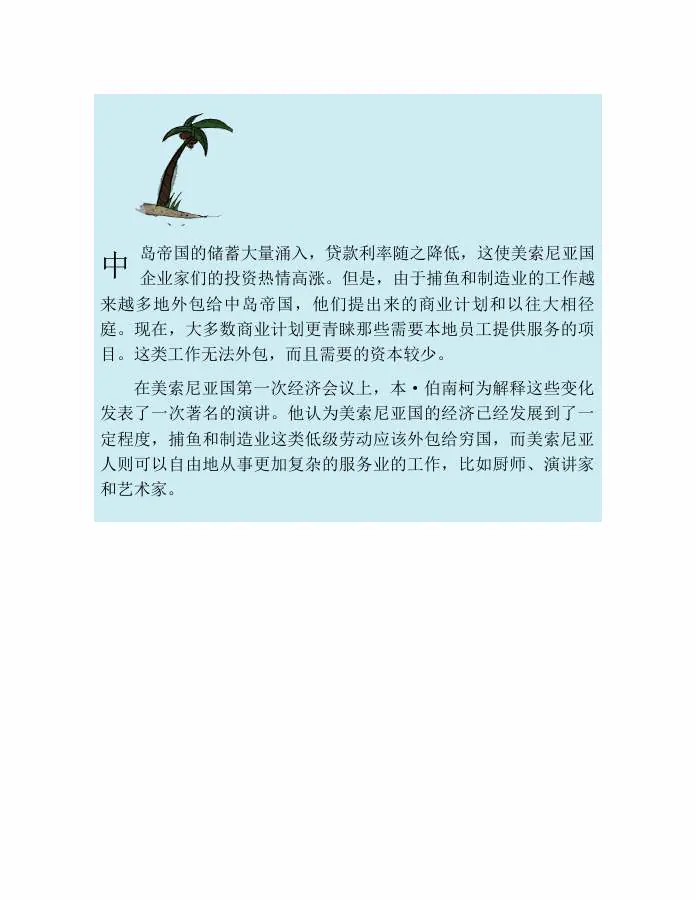 中岛帝国的储蓄大量涌入，贷款利率随之降低，这使美索尼亚国
企业家们的投资热情高涨。但是，由于捕鱼和制造业的工作越
来越多地外包给中岛帝国，他们提出来的商业计划和以往大相径
庭。现在，大多数商业计划更青睐那些需要本地员工提供服务的项
目。这类工作无法外包，而且需要的资本较少。
在美索尼亚国第一次经济会议上，本·伯南柯为解释这些变化
发表了一次著名的演讲。他认为美索尼亚国的经济已经发展到了一
定程度，捕鱼和制造业这类低级劳动应该外包给穷国，而美索尼亚
人则可以自由地从事更加复杂的服务业的工作，比如厨师、演讲家
和艺术家。